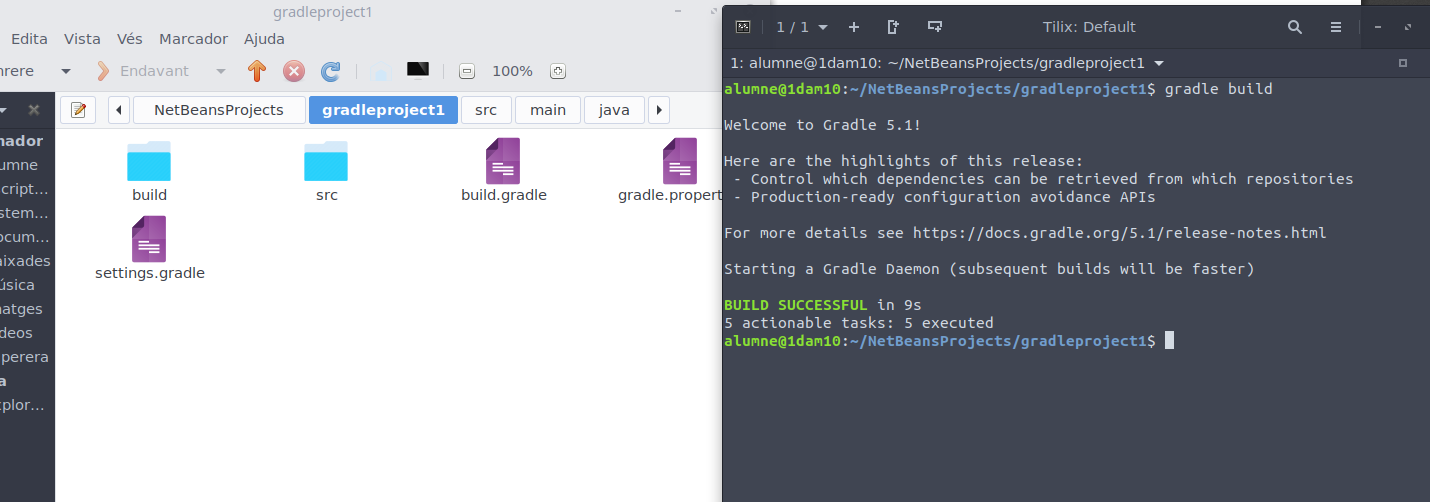 gradleproject1
Edita Vista Vés Marcador Ajuda
nrere Endavant 100%
NetBeansProjects gradleproject1 src main java
nador
umne
cript...
stem...
ocum...
aixades
úsica
natges
deos
perera
a
xplor...
build src build.gradle gradle.propert
settings.gradle
1 / 1 Tilix: Default
1: alumne@1dam10: ~/NetBeansProjects/gradleproject1
alumne@1dam10:~/NetBeansProjects/gradleproject1$ gradle build
Welcome to Gradle 5.1!
Here are the highlights of this release:
- Control which dependencies can be retrieved from which repositories
- Production-ready configuration avoidance APIs
For more details see https://docs.gradle.org/5.1/release-notes.html
Starting a Gradle Daemon (subsequent builds will be faster)
BUILD SUCCESSFUL in 9s
5 actionable tasks: 5 executed
alumne@1dam10:~/NetBeansProjects/gradleproject1$